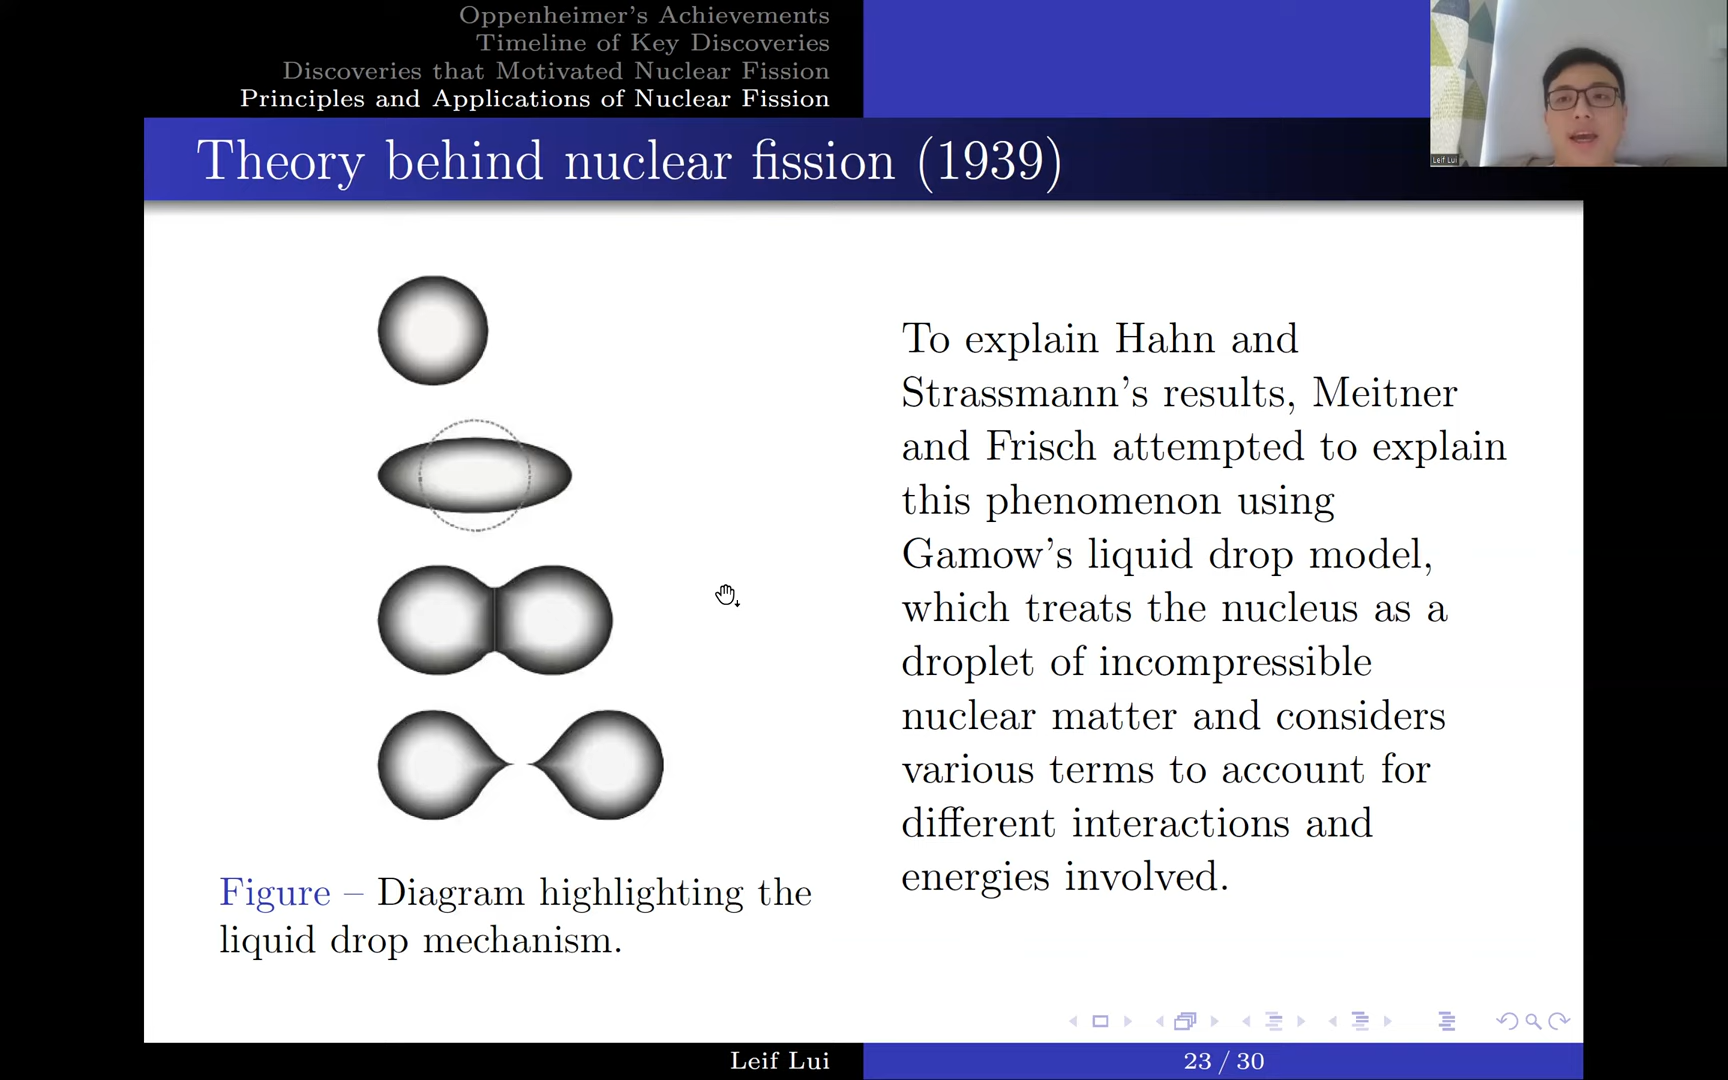 Oppenheimer's Achievements
Timeline of Key Discoveries
Discoveries that Motivated Nuclear Fission
Principles and Applications of Nuclear Fission
Theory behind nuclear fission (1939)
Leif Lui
To explain Hahn and
Strassmann's results, Meitner
and Frisch attempted to explain
this phenomenon using
Gamow's liquid drop model,
which treats the nucleus as a
droplet of incompressible
nuclear matter and considers
various terms to account for
different interactions and
energies involved.
Figure – Diagram highlighting the
liquid drop mechanism.
Leif Lui
23 / 30